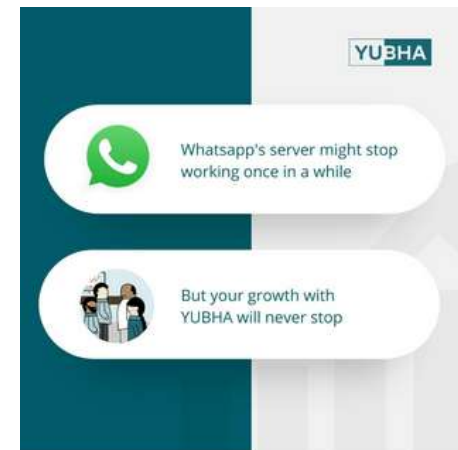 YUBHA
Whatsapp's server might stop
working once in a while
But your growth with
YUBHA will never stop